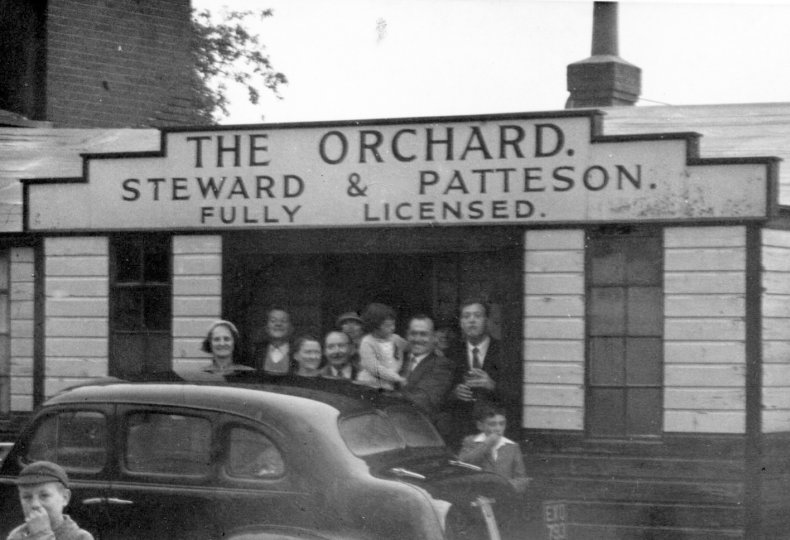 THE ORCHARD.
STEWARD & PATTESON.
FULLY LICENSED.